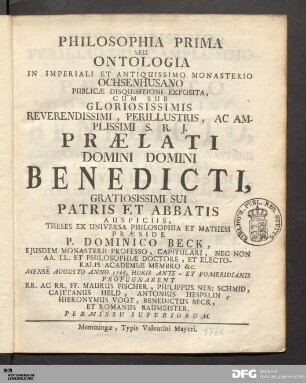 PHILOSOPHIA PRIMA
SEU
ONTOLOGIA
IN IMPERIALI ET ANTIQUISSIMO MONASTERIO
OCHSENHUSANO
PUBLICÆ DISQUISITIONI EXPOSITA,
CUM SUB
GLORIOSISSIMIS
REVERENDISSIMI, PERILLUSTRIS, AC AM-
PLISSIMI S. R. J.
PRÆLATI
DOMINI DOMINI
BENEDICTI,
GRATIOSISSIMI SUI
PATRIS ET ABBATIS
AUSPICIIS,
THESES EX UNIVERSA PHILOSOPHIA ET MATHESI
PRÆSIDE
P. DOMINICO BECK,
EJUSDEM MONASTERII PROFESSO, CAPITULARI, NEC NON
AA. LL. ET PHILOSOPHIÆ DOCTORE, ET ELECTO-
RALIS ACADEMIÆ MEMBRO &c.
MENSE AUGUSTO ANNO 1766, HORIS ANTE - ET POMERIDIANIS
PROPUGNARENT
RR. AC RR. FF. MAURUS FISCHER, PHILIPPUS NERI SCHMID,
CAJETANUS HELD, ANTONIUS HESPELIN
HIERONYMUS VOGT, BENEDICTUS BECK,
ET ROMANUS BAUMEISTER.
PERMISSU SUPERIORUM.
Memmingæ, Typis Valentini Mayeri.
1766
DFG